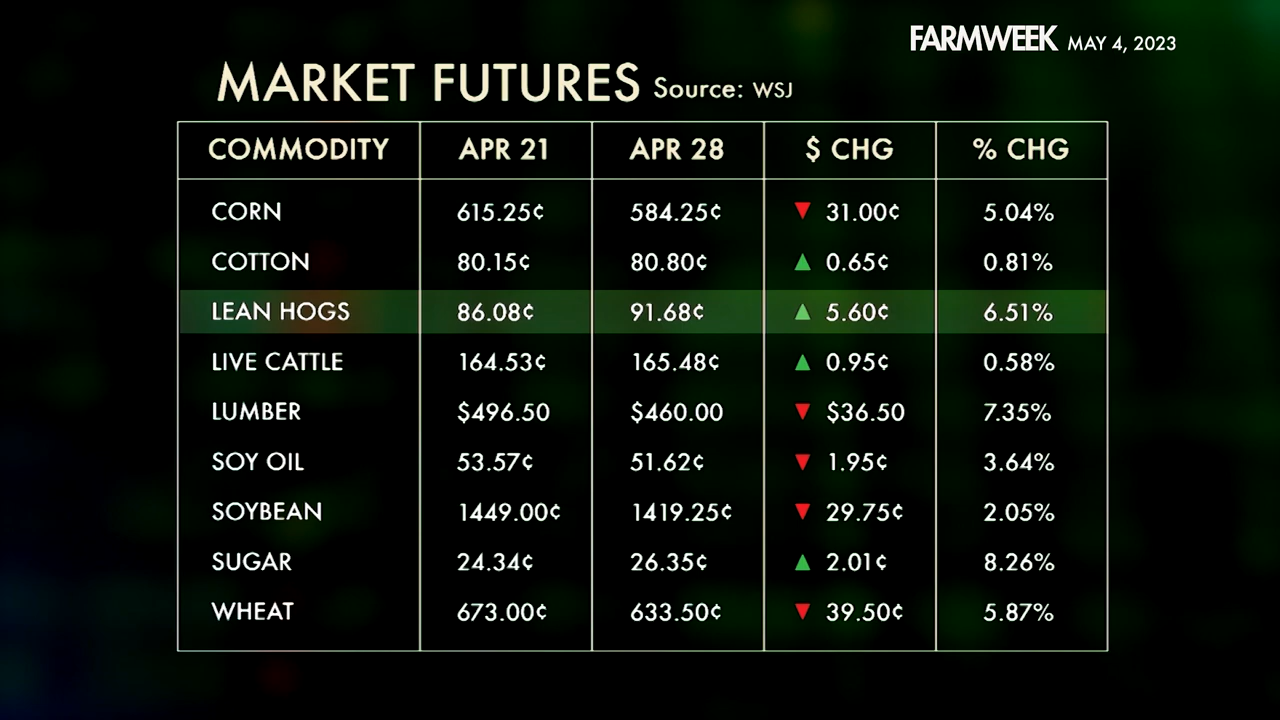 FARMWEEK MAY 4, 2023
MARKET FUTURES Source: WSJ
COMMODITY APR 21 APR 28 $ CHG % CHG
CORN 615.25¢ 584.25¢ ▼ 31.00¢ 5.04%
COTTON 80.15¢ 80.80¢ ▲ 0.65¢ 0.81%
LEAN HOGS 86.08¢ 91.68¢ ▲ 5.60¢ 6.51%
LIVE CATTLE 164.53¢ 165.48¢ ▲ 0.95¢ 0.58%
LUMBER $496.50 $460.00 ▼ $36.50 7.35%
SOY OIL 53.57¢ 51.62¢ ▼ 1.95¢ 3.64%
SOYBEAN 1449.00¢ 1419.25¢ ▼ 29.75¢ 2.05%
SUGAR 24.34¢ 26.35¢ ▲ 2.01¢ 8.26%
WHEAT 673.00¢ 633.50¢ ▼ 39.50¢ 5.87%